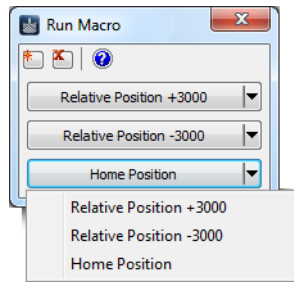 Run Macro
Relative Position +3000
Relative Position -3000
Home Position
Relative Position +3000
Relative Position -3000
Home Position